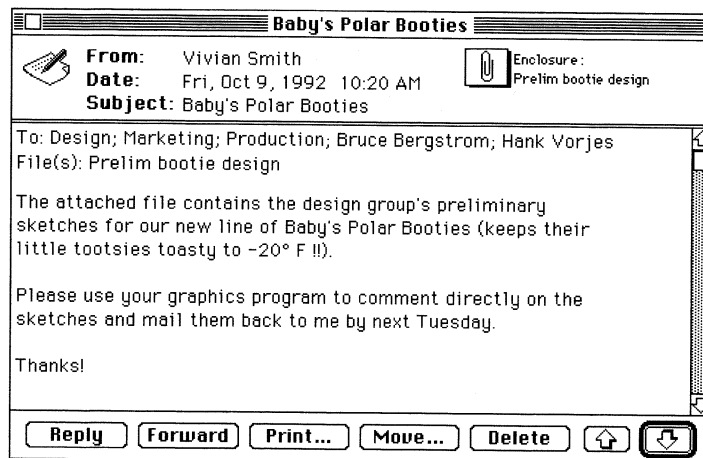 Baby's Polar Booties
From: Vivian Smith
Date: Fri, Oct 9, 1992 10:20 AM
Subject: Baby's Polar Booties
Enclosure:
Prelim bootie design
To: Design; Marketing; Production; Bruce Bergstrom; Hank Vorjes
File(s): Prelim bootie design
The attached file contains the design group's preliminary
sketches for our new line of Baby's Polar Booties (keeps their
little tootsies toasty to -20° F !!).
Please use your graphics program to comment directly on the
sketches and mail them back to me by next Tuesday.
Thanks!
Reply Forward Print... Move... Delete